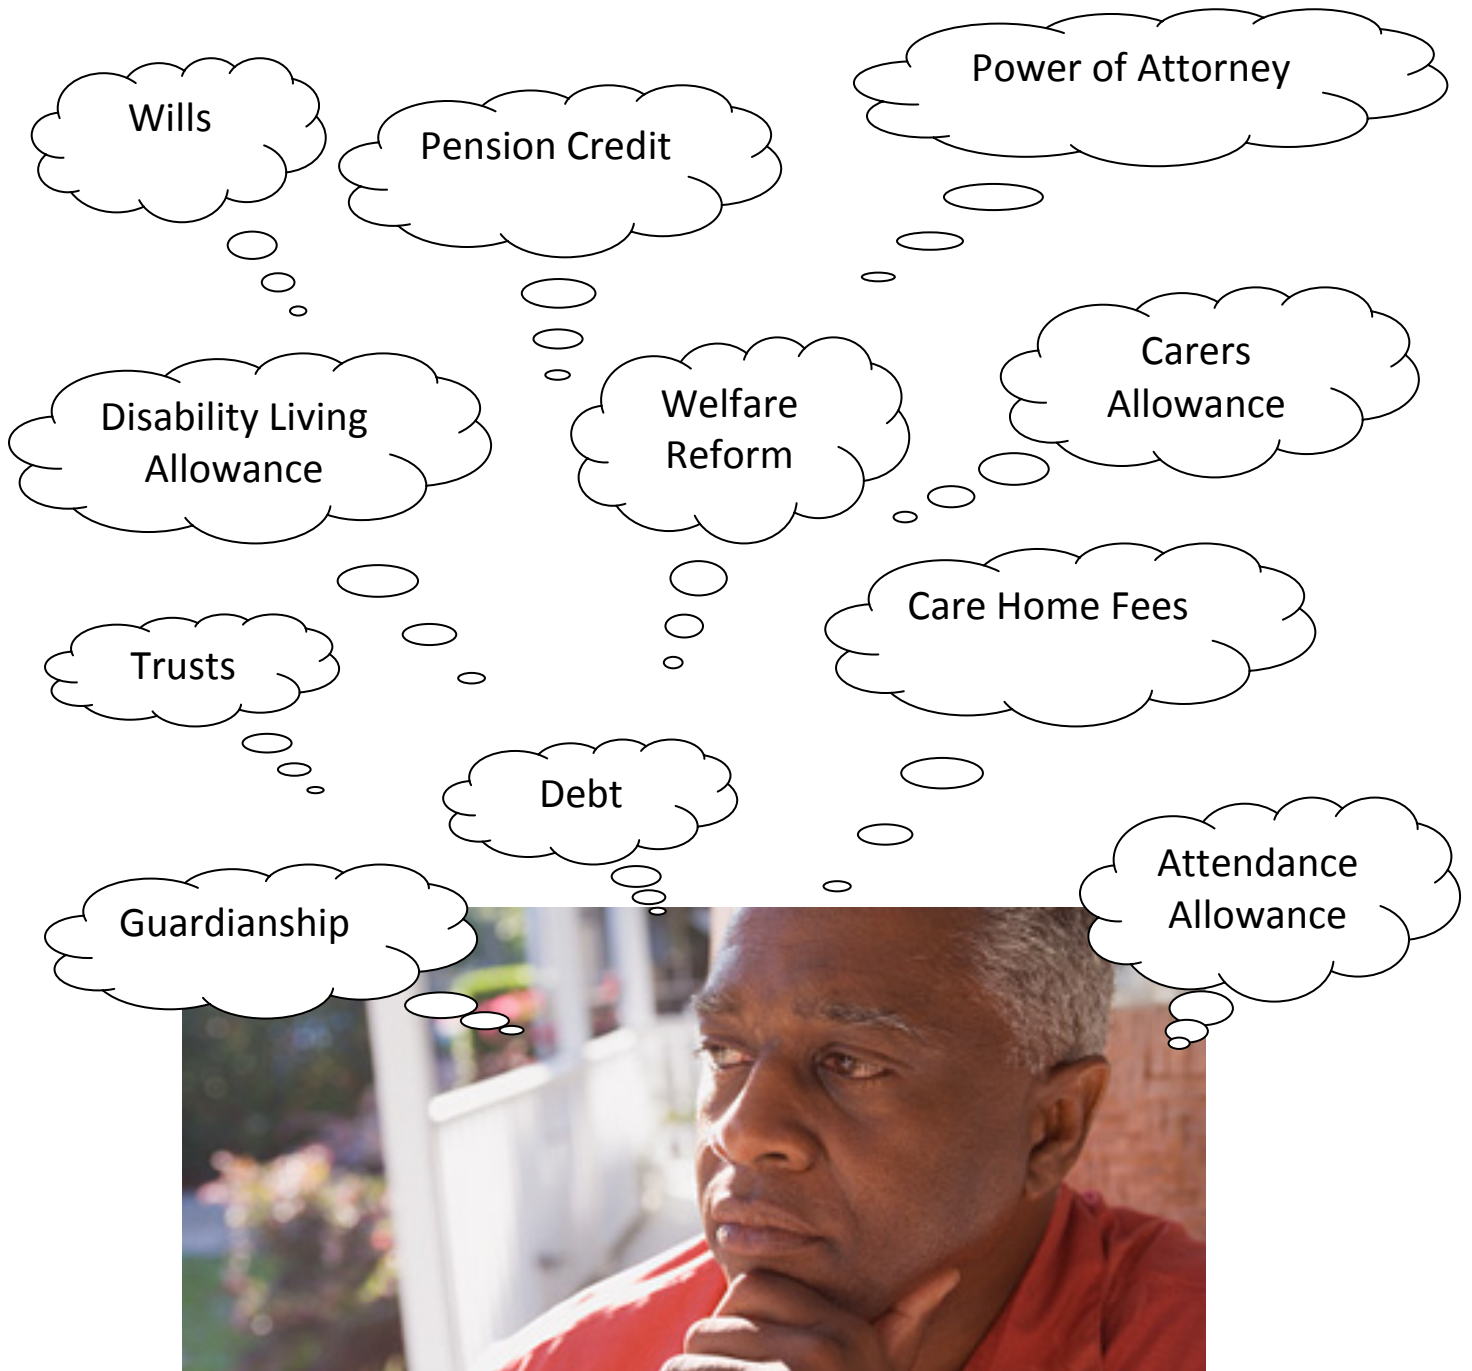 Wills
Pension Credit
Power of Attorney
Disability Living
Allowance
Welfare
Reform
Carers
Allowance
Care Home Fees
Trusts
Debt
Guardianship
Attendance
Allowance